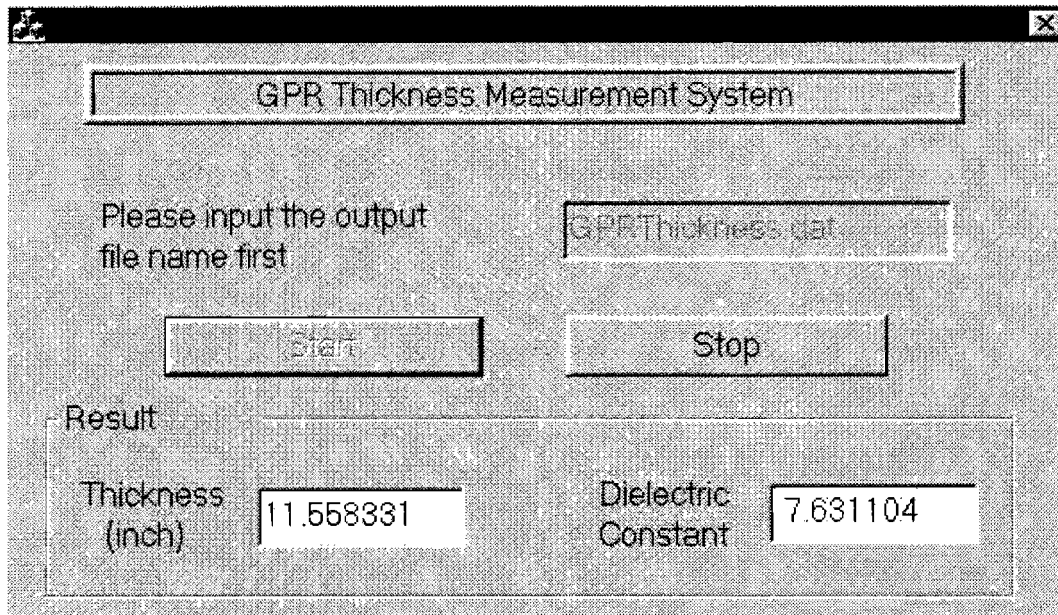 GPR Thickness Measurement System
Please input the output
file name first
GPRThickness.dat
Start
Stop
Result
Thickness
(inch)
11.558331
Dielectric
Constant
7.631104